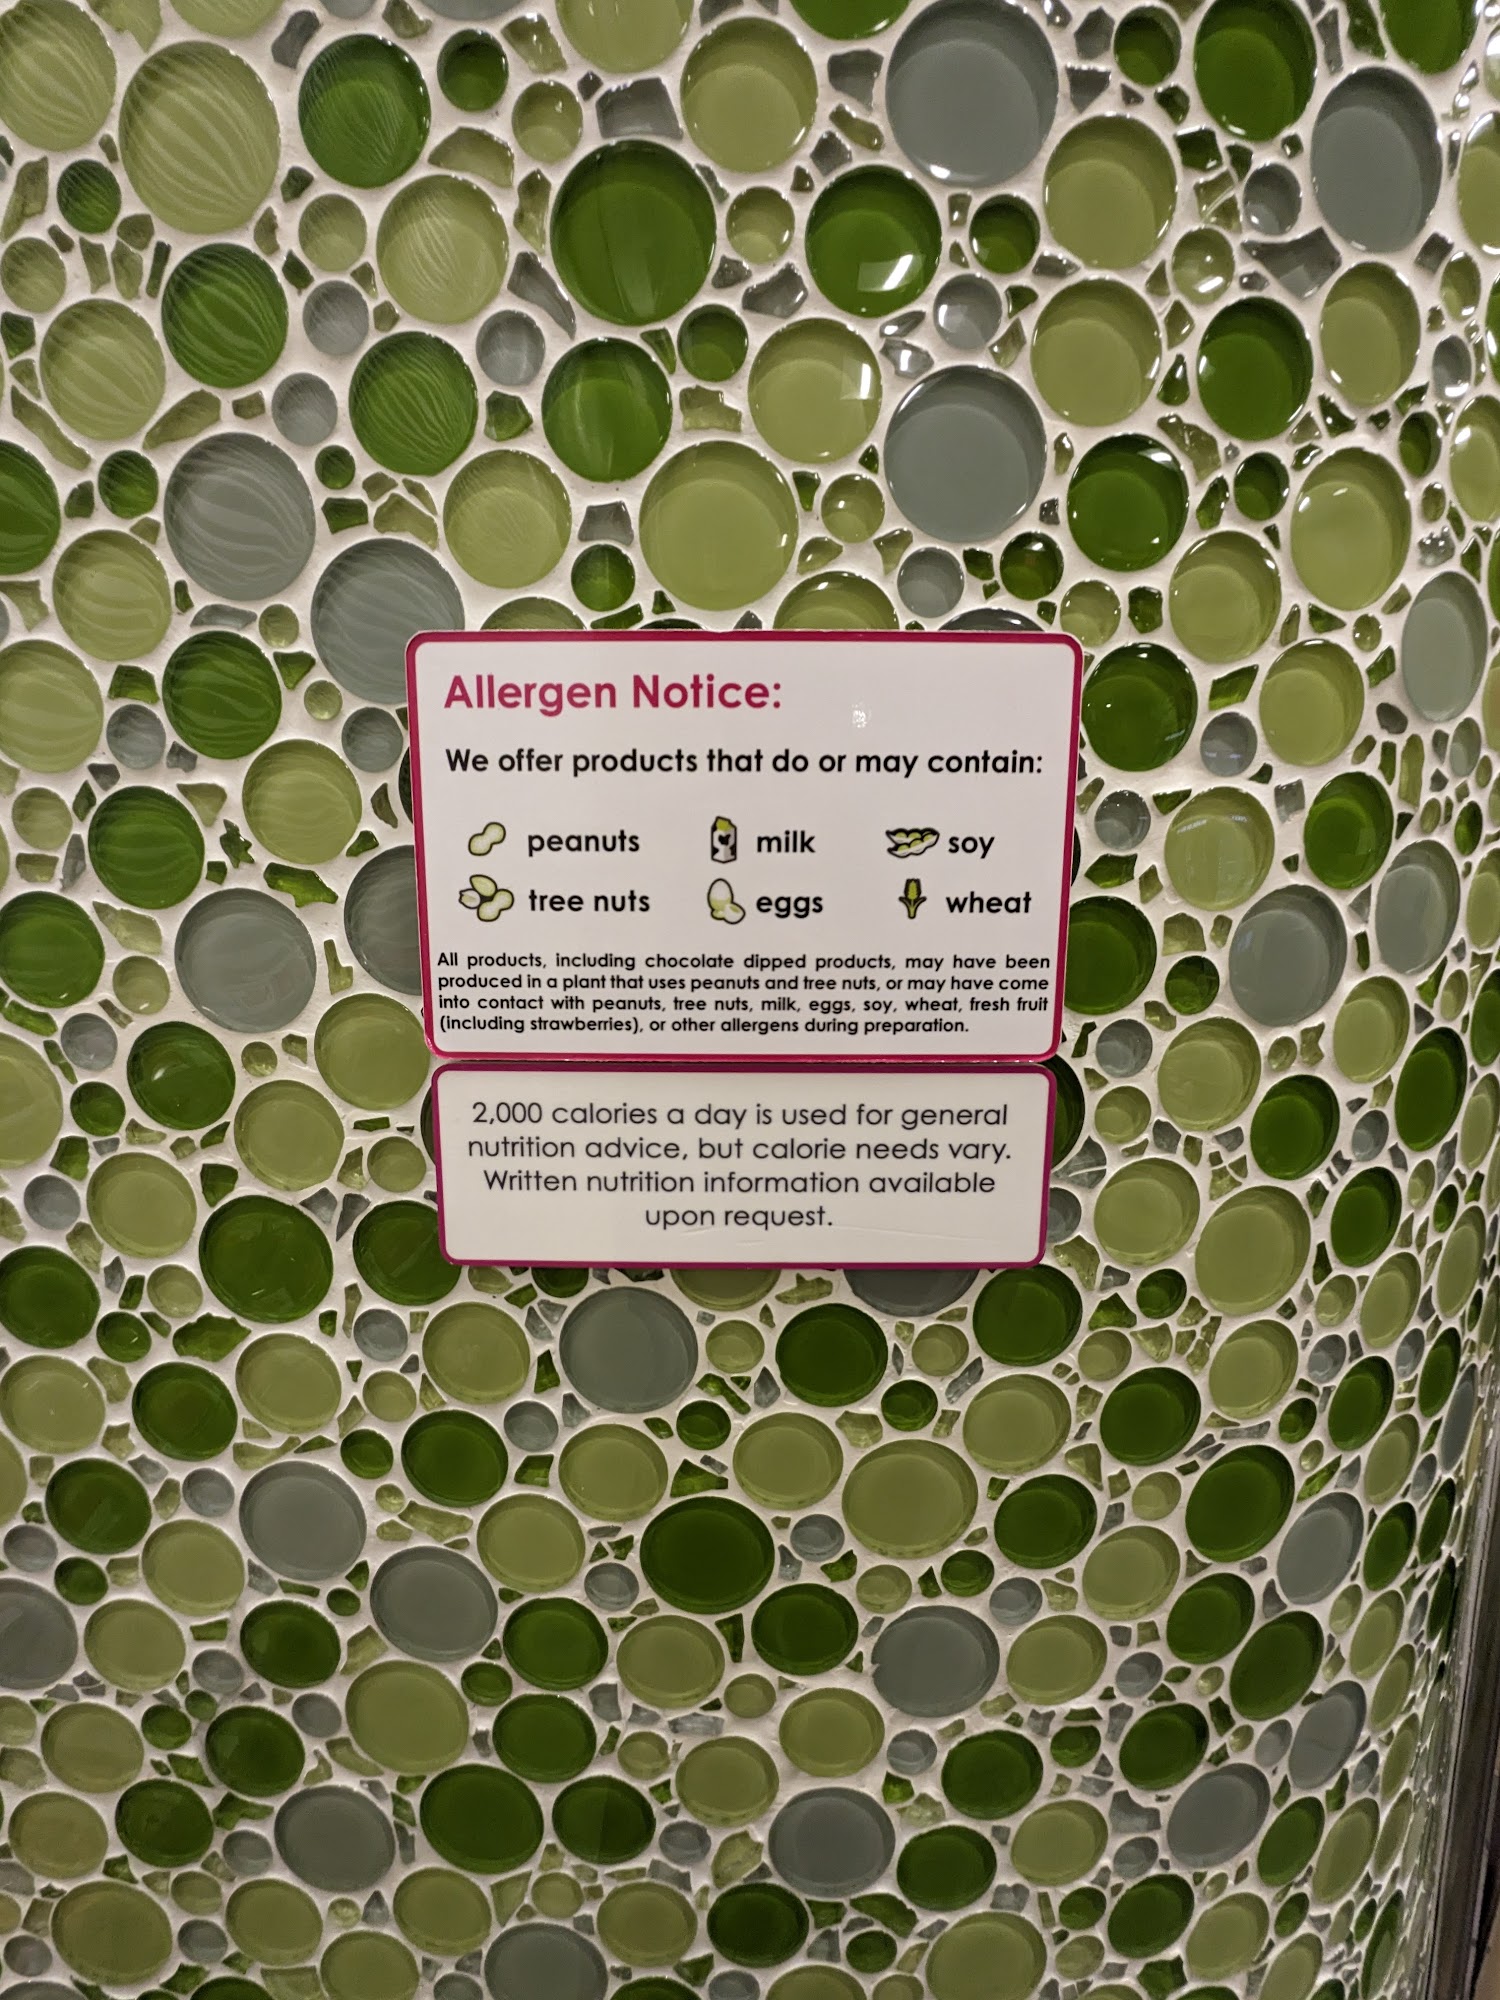 Allergen Notice:
We offer products that do or may contain:
peanuts milk soy
tree nuts eggs wheat
All products, including chocolate dipped products, may have been
produced in a plant that uses peanuts and tree nuts, or may have come
into contact with peanuts, tree nuts, milk, eggs, soy, wheat, fresh fruit
(including strawberries), or other allergens during preparation.
2,000 calories a day is used for general
nutrition advice, but calorie needs vary.
Written nutrition information available
upon request.